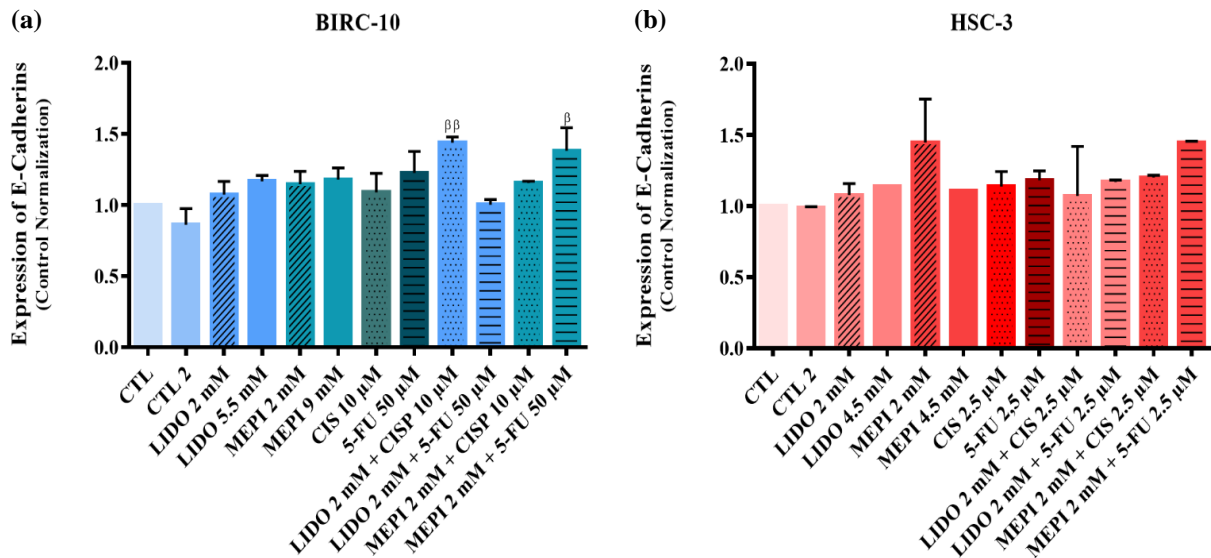 (a)
BIRC-10
Expression of E-Cadherins
(Control Normalization)
2.0
1.5
1.0
0.5
0.0
ββ
β
CTL
CTL 2
LIDO 2 mM
LIDO 5.5 mM
MEPI 2 mM
MEPI 9 mM
CIS 10 µM
5-FU 50 µM
LIDO 2 mM + CISP 10 µM
LIDO 2 mM + 5-FU 50 µM
MEPI 2 mM + CISP 10 µM
MEPI 2 mM + 5-FU 50 µM
(b)
HSC-3
Expression of E-Cadherins
(Control Normalization)
2.0
1.5
1.0
0.5
0.0
CTL
CTL 2
LIDO 2 mM
LIDO 4,5 mM
MEPI 2 mM
MEPI 4,5 mM
CIS 2,5 µM
5-FU 2,5 µM
LIDO 2 mM + CIS 2,5 µM
LIDO 2 mM + 5-FU 2,5 µM
MEPI 2 mM + CIS 2,5 µM
MEPI 2 mM + 5-FU 2,5 µM